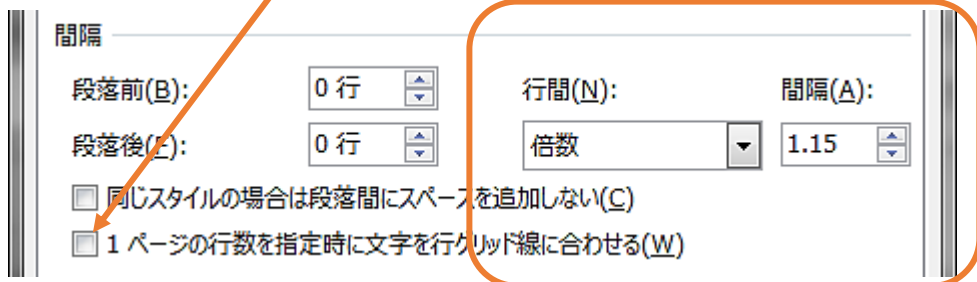 間隔
段落前(B): 0 行 行間(N): 間隔(A):
段落後(F): 0 行 倍数 1.15
同じスタイルの場合は段落間にスペースを追加しない(C)
1 ページの行数を指定時に文字を行グリッド線に合わせる(W)